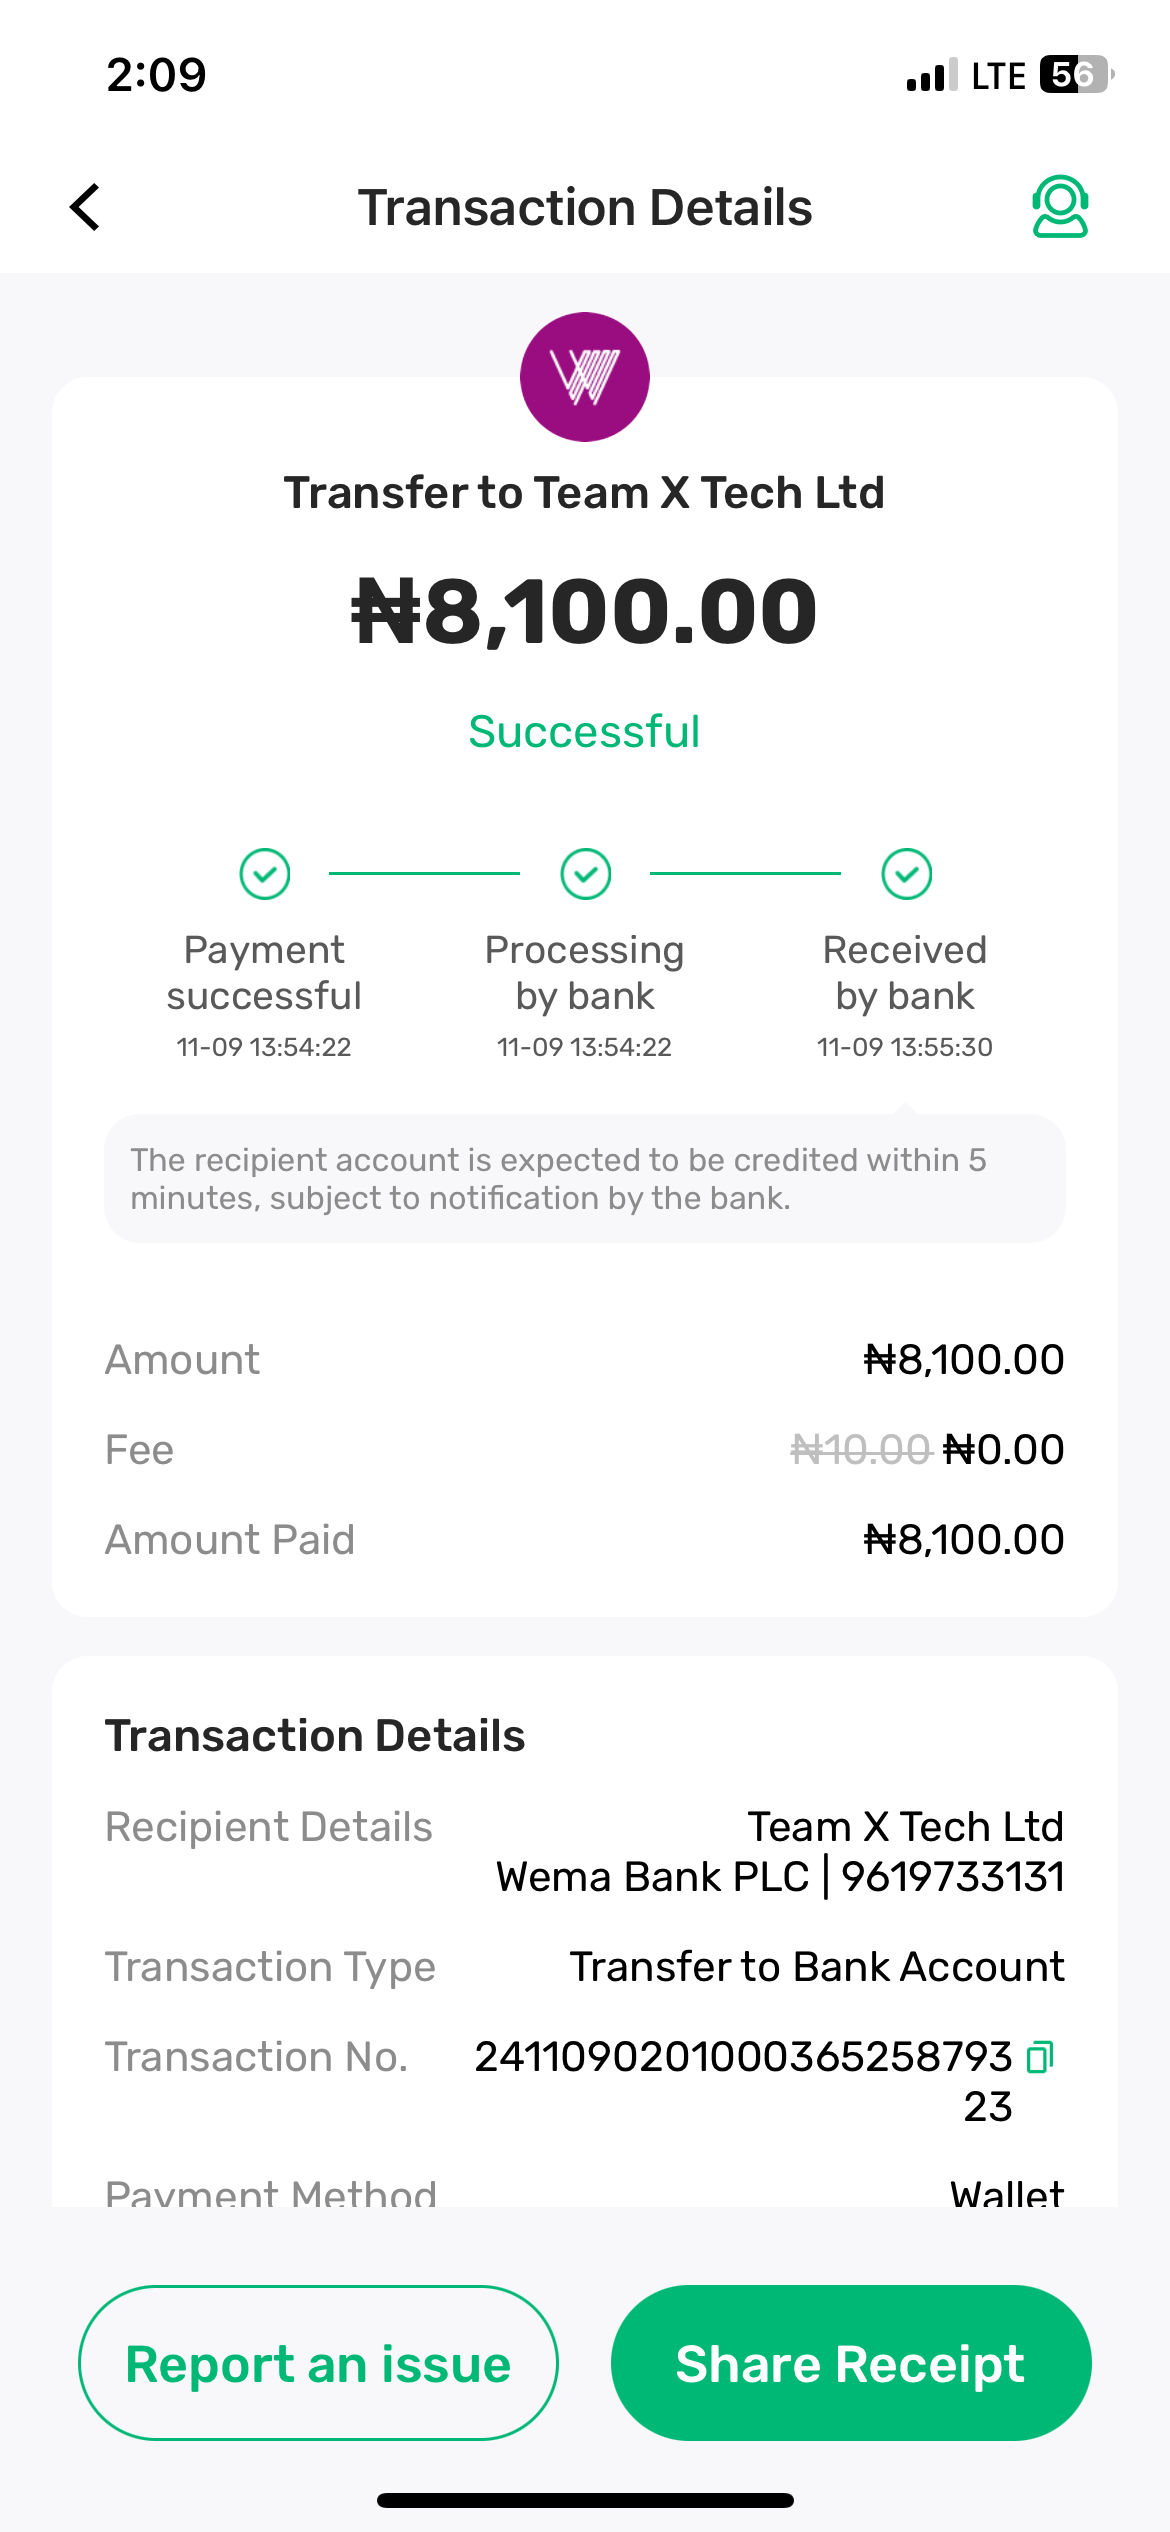 2:09 LTE 56
Transaction Details
Transfer to Team X Tech Ltd
₦8,100.00
Successful
Payment successful
11-09 13:54:22
Processing by bank
11-09 13:54:22
Received by bank
11-09 13:55:30
The recipient account is expected to be credited within 5
minutes, subject to notification by the bank.
Amount ₦8,100.00
Fee ₦10.00 ₦0.00
Amount Paid ₦8,100.00
Transaction Details
Recipient Details Team X Tech Ltd
Wema Bank PLC | 9619733131
Transaction Type Transfer to Bank Account
Transaction No. 2411090201000365258793
23
Payment Method Wallet
Report an issue Share Receipt